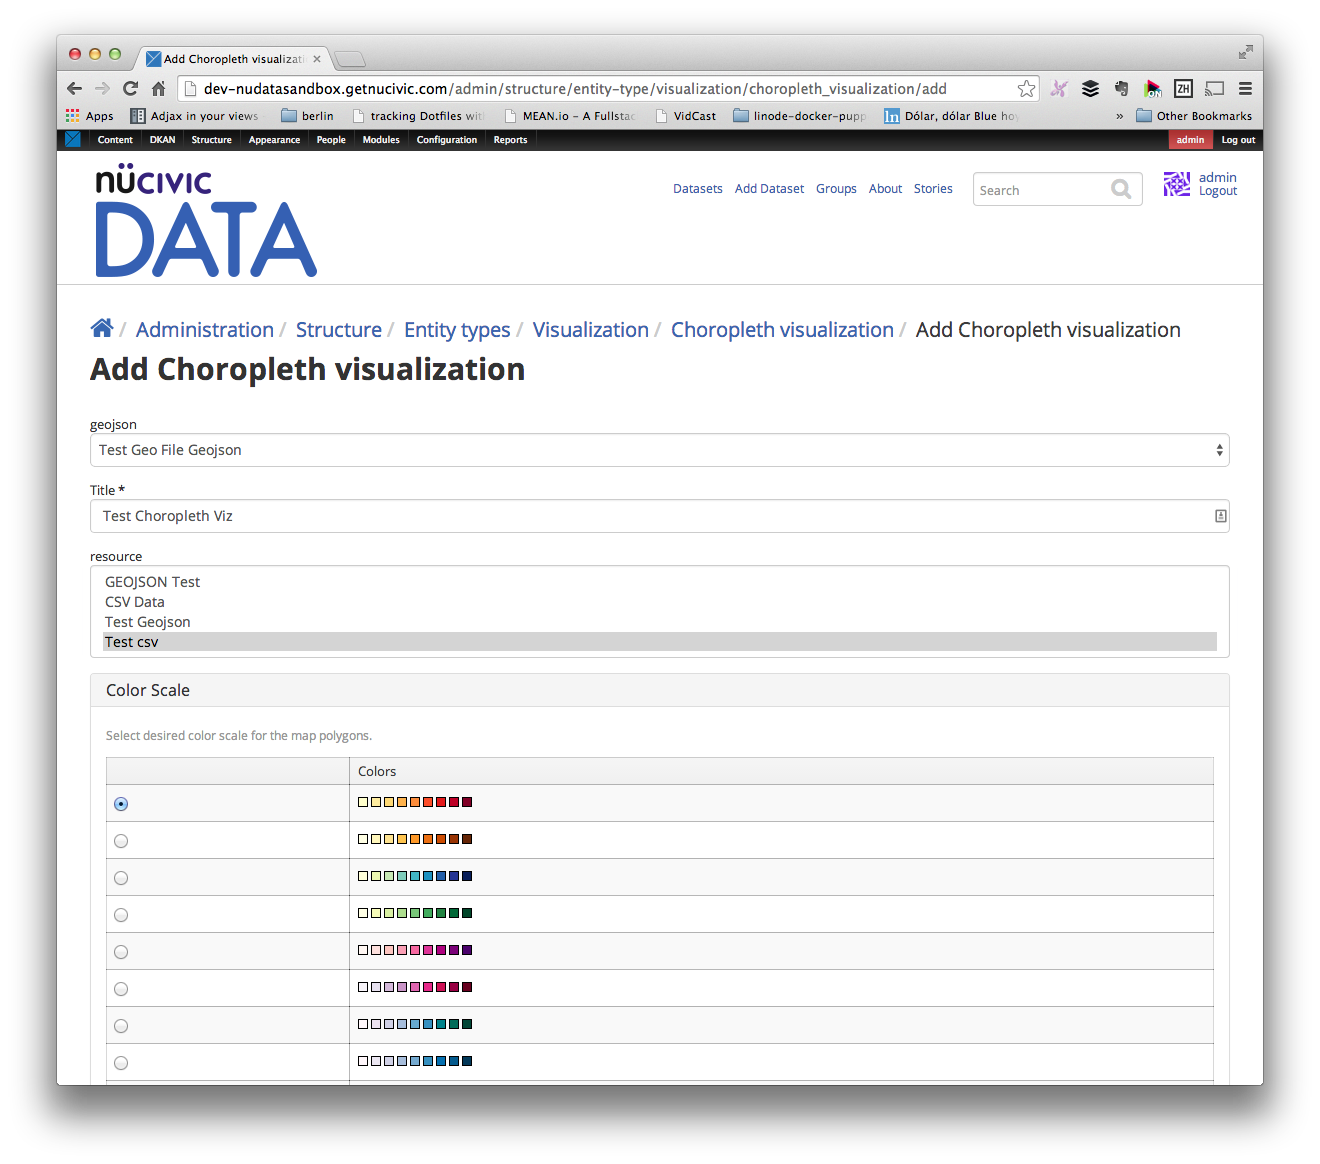 Add Choropleth visualizati
dev-nudatasandbox.getnucivic.com/admin/structure/entity-type/visualization/choropleth_visualization/add
ON
ZH
Apps
Adjax in your views
berlin
tracking Dotfiles wit
MEAN.io – A Fullsta
VidCast
linode-docker-pupp
in
Dólar, dólar Blue hoy
»
Other Bookmarks
Content DKAN Structure Appearance People Modules Configuration Reports admin Log out
nüCIVIC
DATA
Datasets Add Dataset Groups About Stories
Search
admin
Logout
/ Administration / Structure / Entity types / Visualization / Choropleth visualization / Add Choropleth visualization
Add Choropleth visualization
geojson
Test Geo File Geojson
Title *
Test Choropleth Viz
resource
GEOJSON Test
CSV Data
Test Geojson
Test csv
Color Scale
Select desired color scale for the map polygons.
Colors